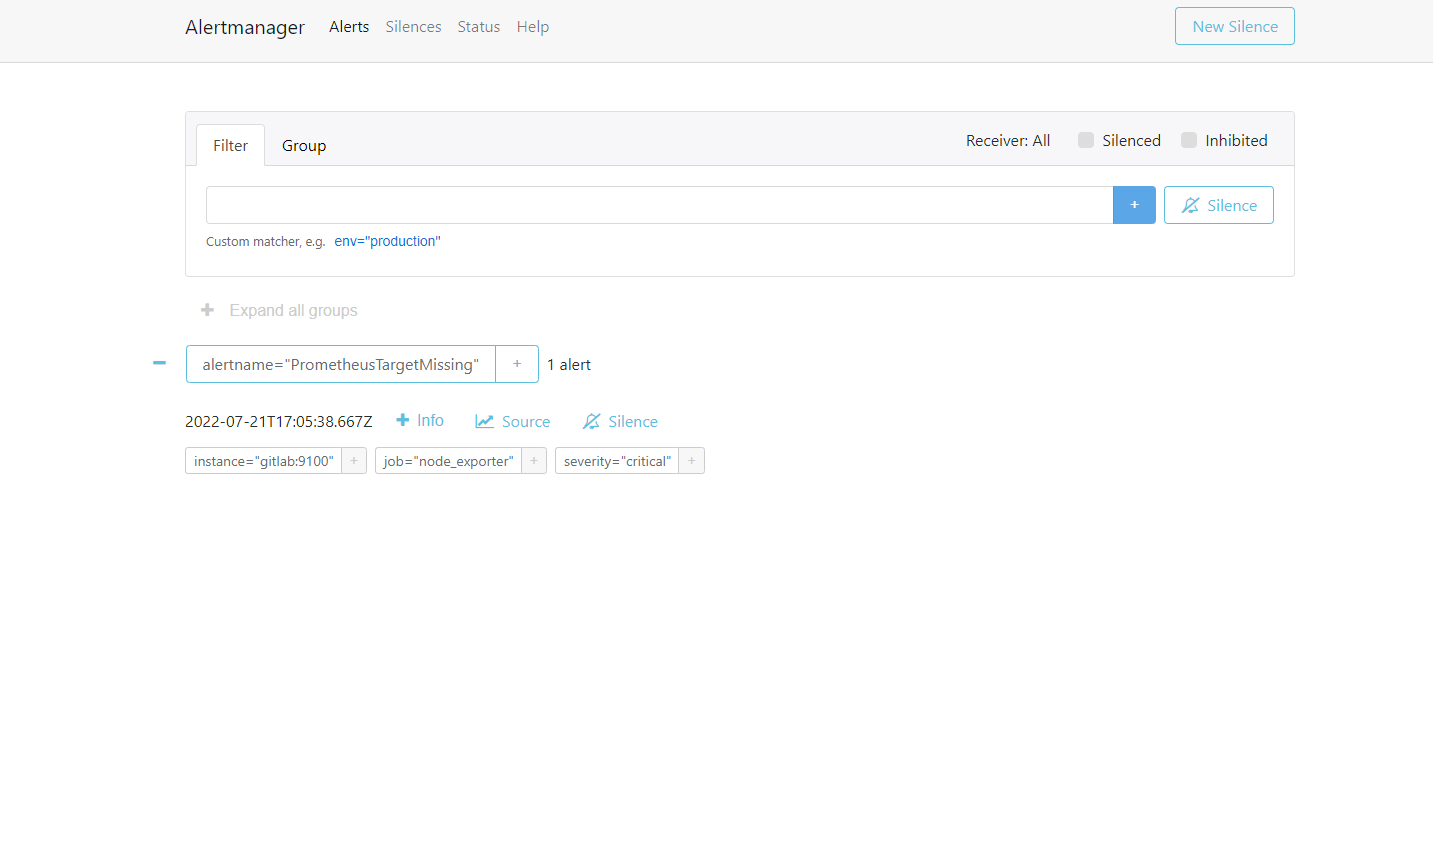 Alertmanager Alerts Silences Status Help New Silence
Filter Group Receiver: All Silenced Inhibited
+ Silence
Custom matcher, e.g. env="production"
+ Expand all groups
− alertname="PrometheusTargetMissing" + 1 alert
2022-07-21T17:05:38.667Z + Info Source Silence
instance="gitlab:9100" + job="node_exporter" + severity="critical" +